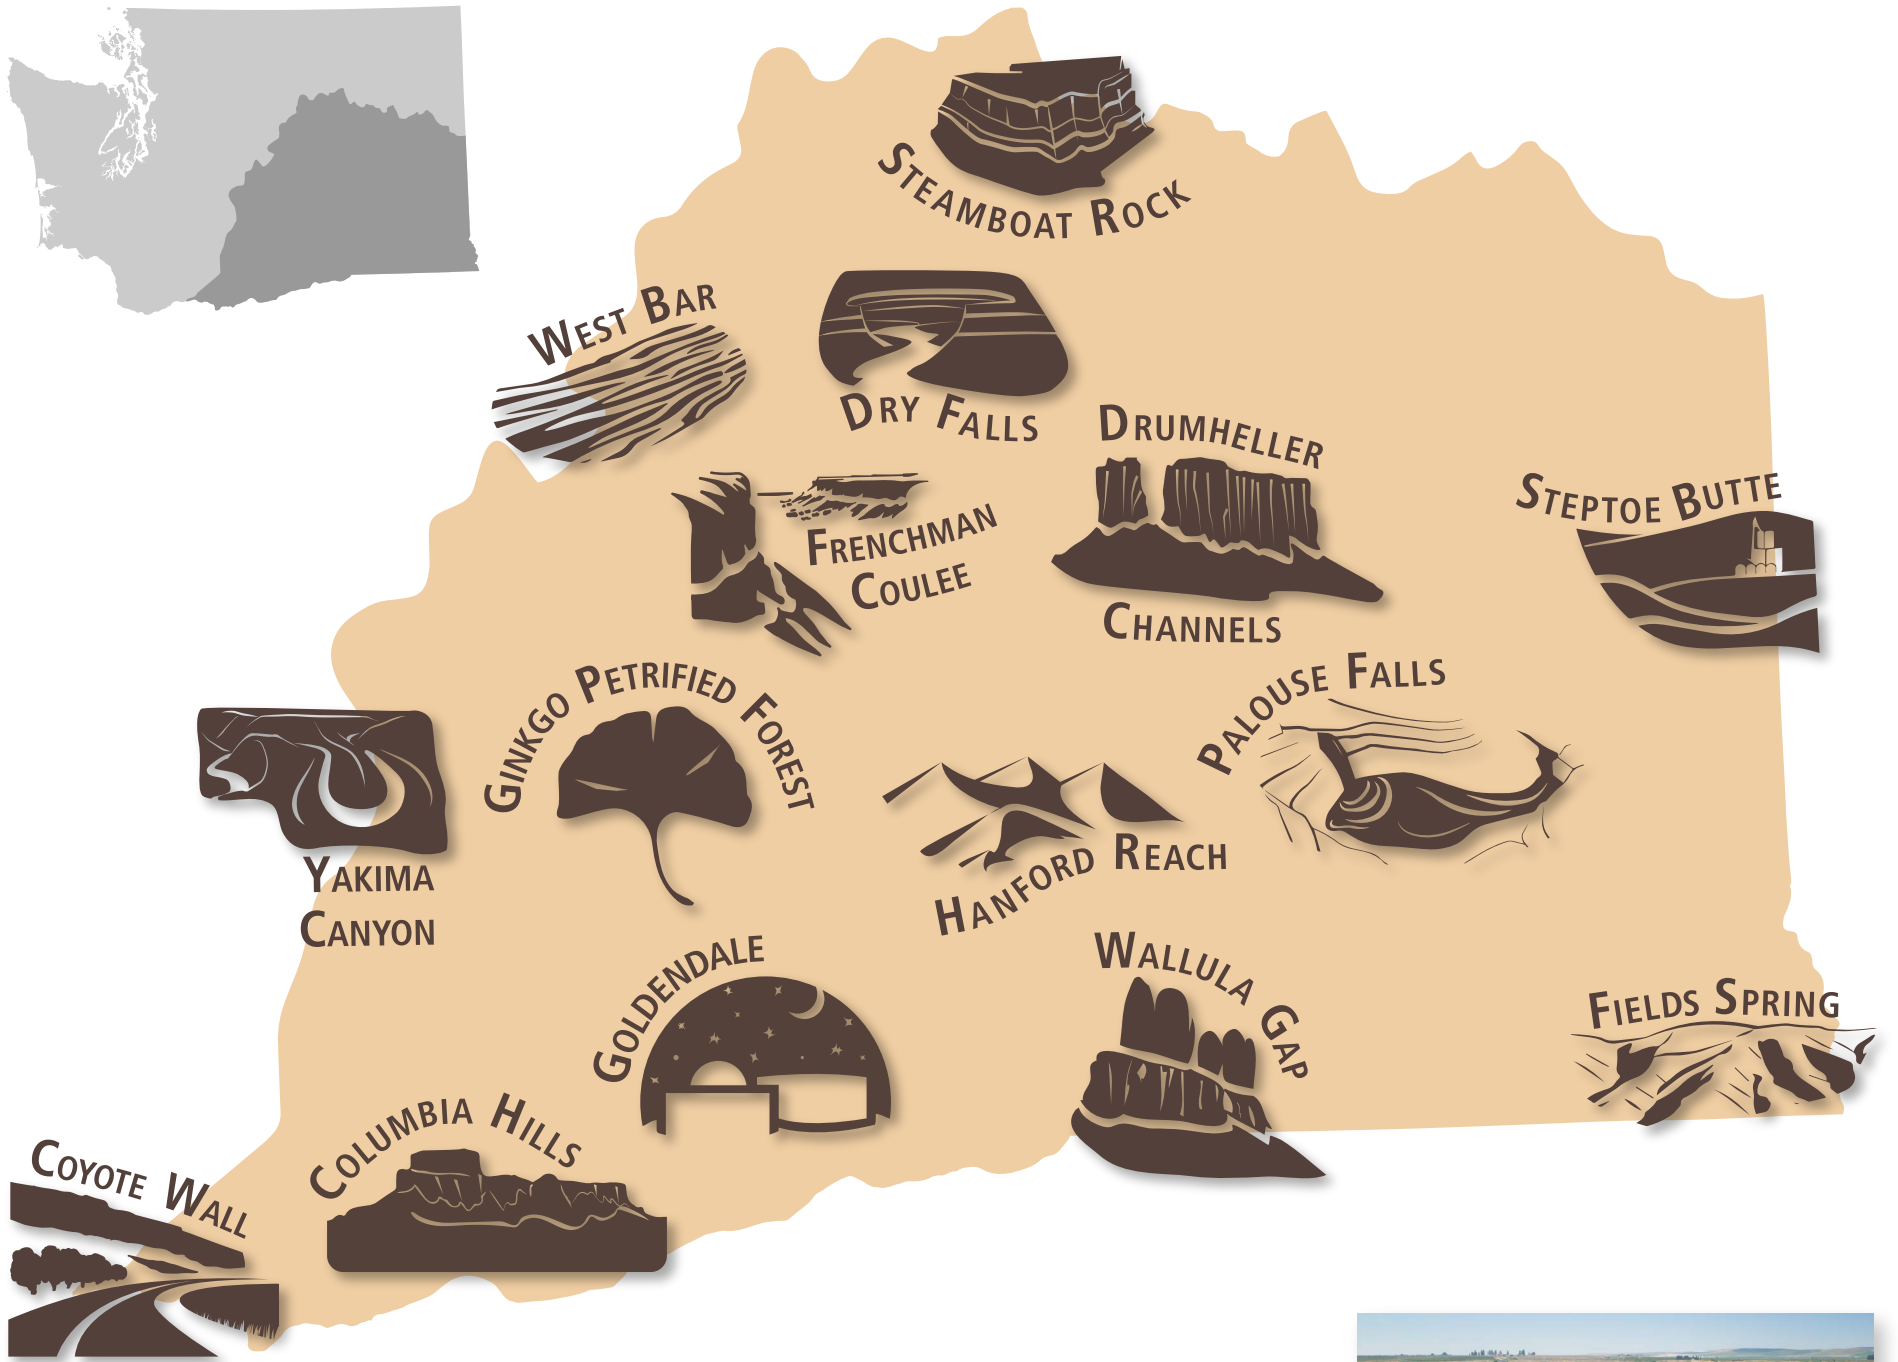 Steamboat Rock
West Bar
Dry Falls
Drumheller
Channels
Steptoe Butte
Frenchman
Coulee
Palouse Falls
Ginkgo Petrified Forest
Yakima
Canyon
Hanford Reach
Goldendale
Wallula Gap
Fields Spring
Columbia Hills
Coyote Wall